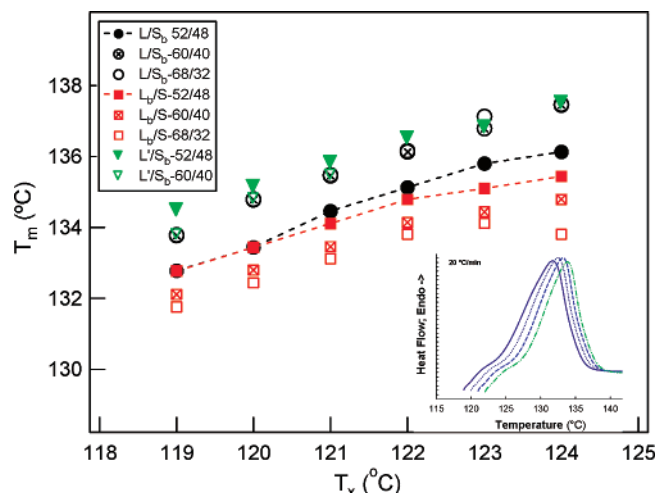 L/S_b 52/48
L/S_b-60/40
L/S_b-68/32
L_b/S-52/48
L_b/S-60/40
L_b/S-68/32
L'/S_b-52/48
L'/S_b-60/40
138
136
134
132
130
T_m (ºC)
118 119 120 121 122 123 124 125
T_x (°C)
20 ºC/min
Heat Flow; Endo ->
115 120 125 130 135 140
Temperature (°C)